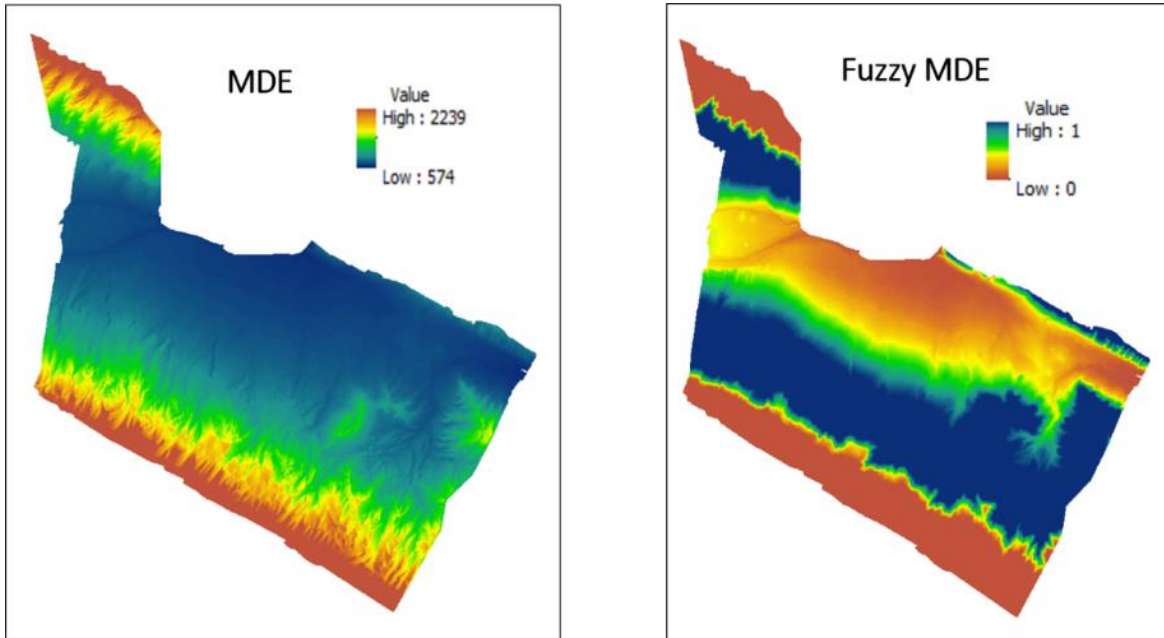 MDE
Value
High : 2239
Low : 574
Fuzzy MDE
Value
High : 1
Low : 0